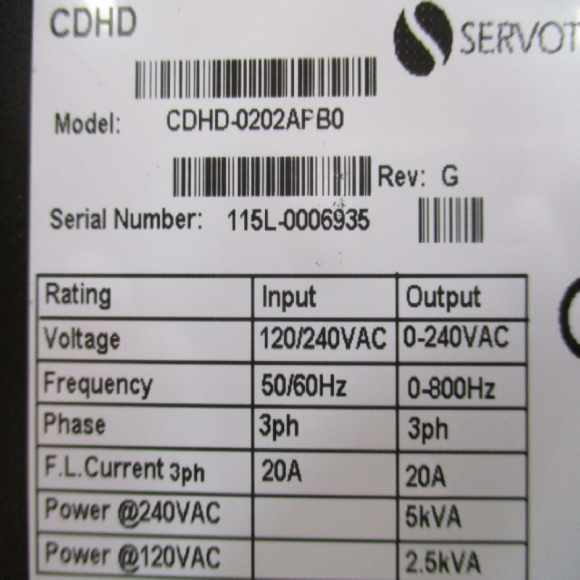 CDHD
SERVOT
Model: CDHD-0202APB0
Rev: G
Serial Number: 115L-0006935
Rating Input Output
Voltage 120/240VAC 0-240VAC
Frequency 50/60Hz 0-800Hz
Phase 3ph 3ph
F.L.Current 3ph 20A 20A
Power @240VAC 5kVA
Power @120VAC 2.5kVA